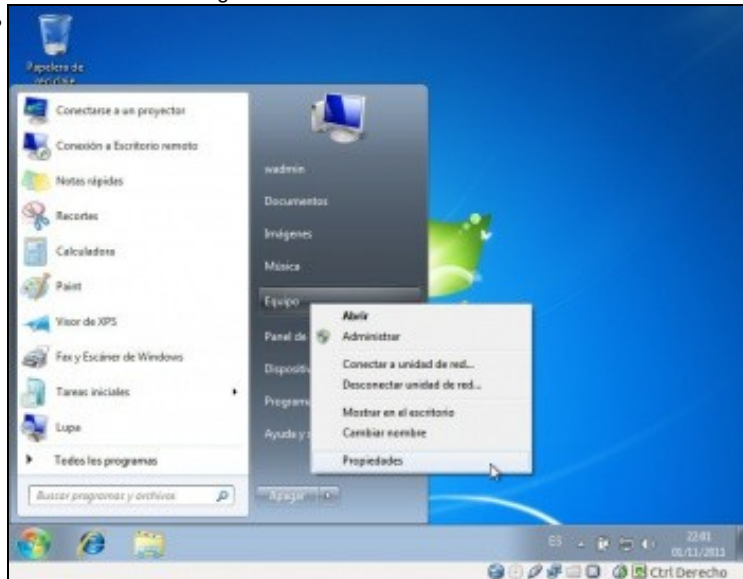 Papelera de
reciclaje
Conectarse a un proyector
Conexión a Escritorio remoto
Notas rápidas
Recortes
Calculadora
Paint
Visor de XPS
Fax y Escáner de Windows
Tareas iniciales
Lupa
Todos los programas
Buscar programas y archivos
wadmin
Documentos
Imágenes
Música
Equipo
Panel de
Dispositiv
Programa
Ayuda y s
Apagar
Abrir
Administrar
Conectar a unidad de red...
Desconectar unidad de red...
Mostrar en el escritorio
Cambiar nombre
Propiedades
ES
22:01
01/11/2013
Ctrl Derecho